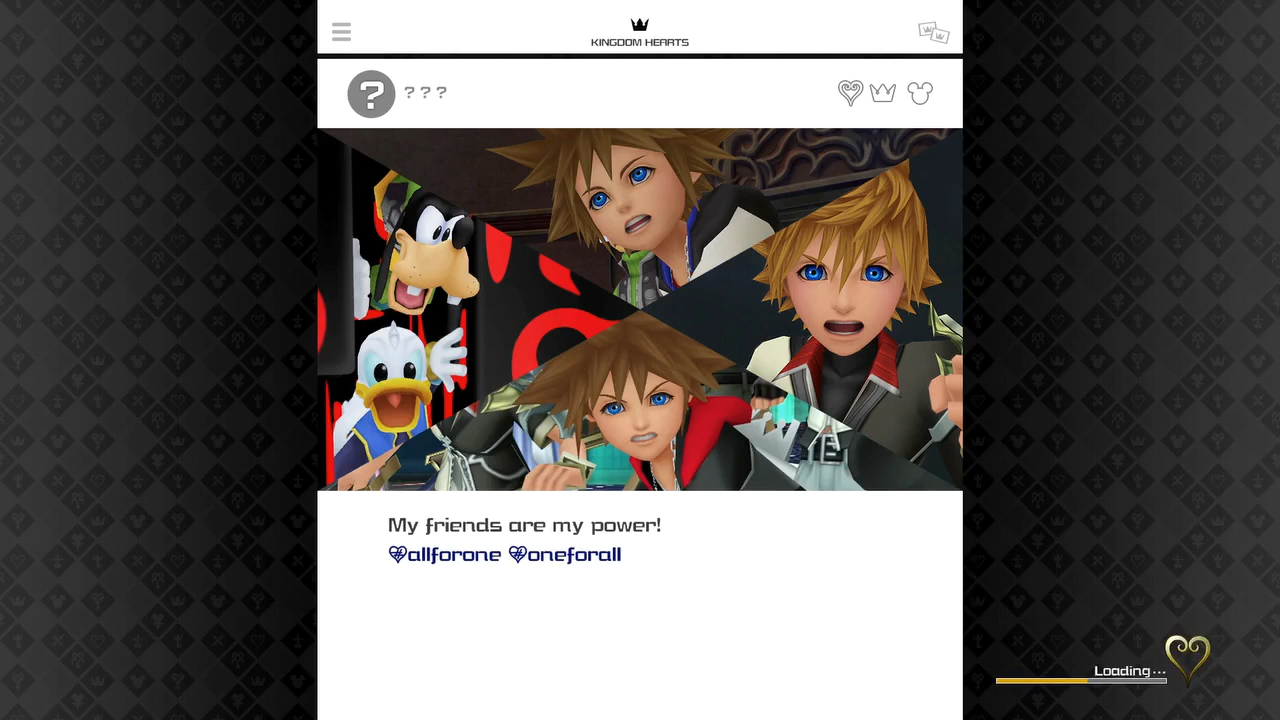 KINGDOM HEARTS
? ???
My friends are my power!
#allforone #oneforall
Loading...